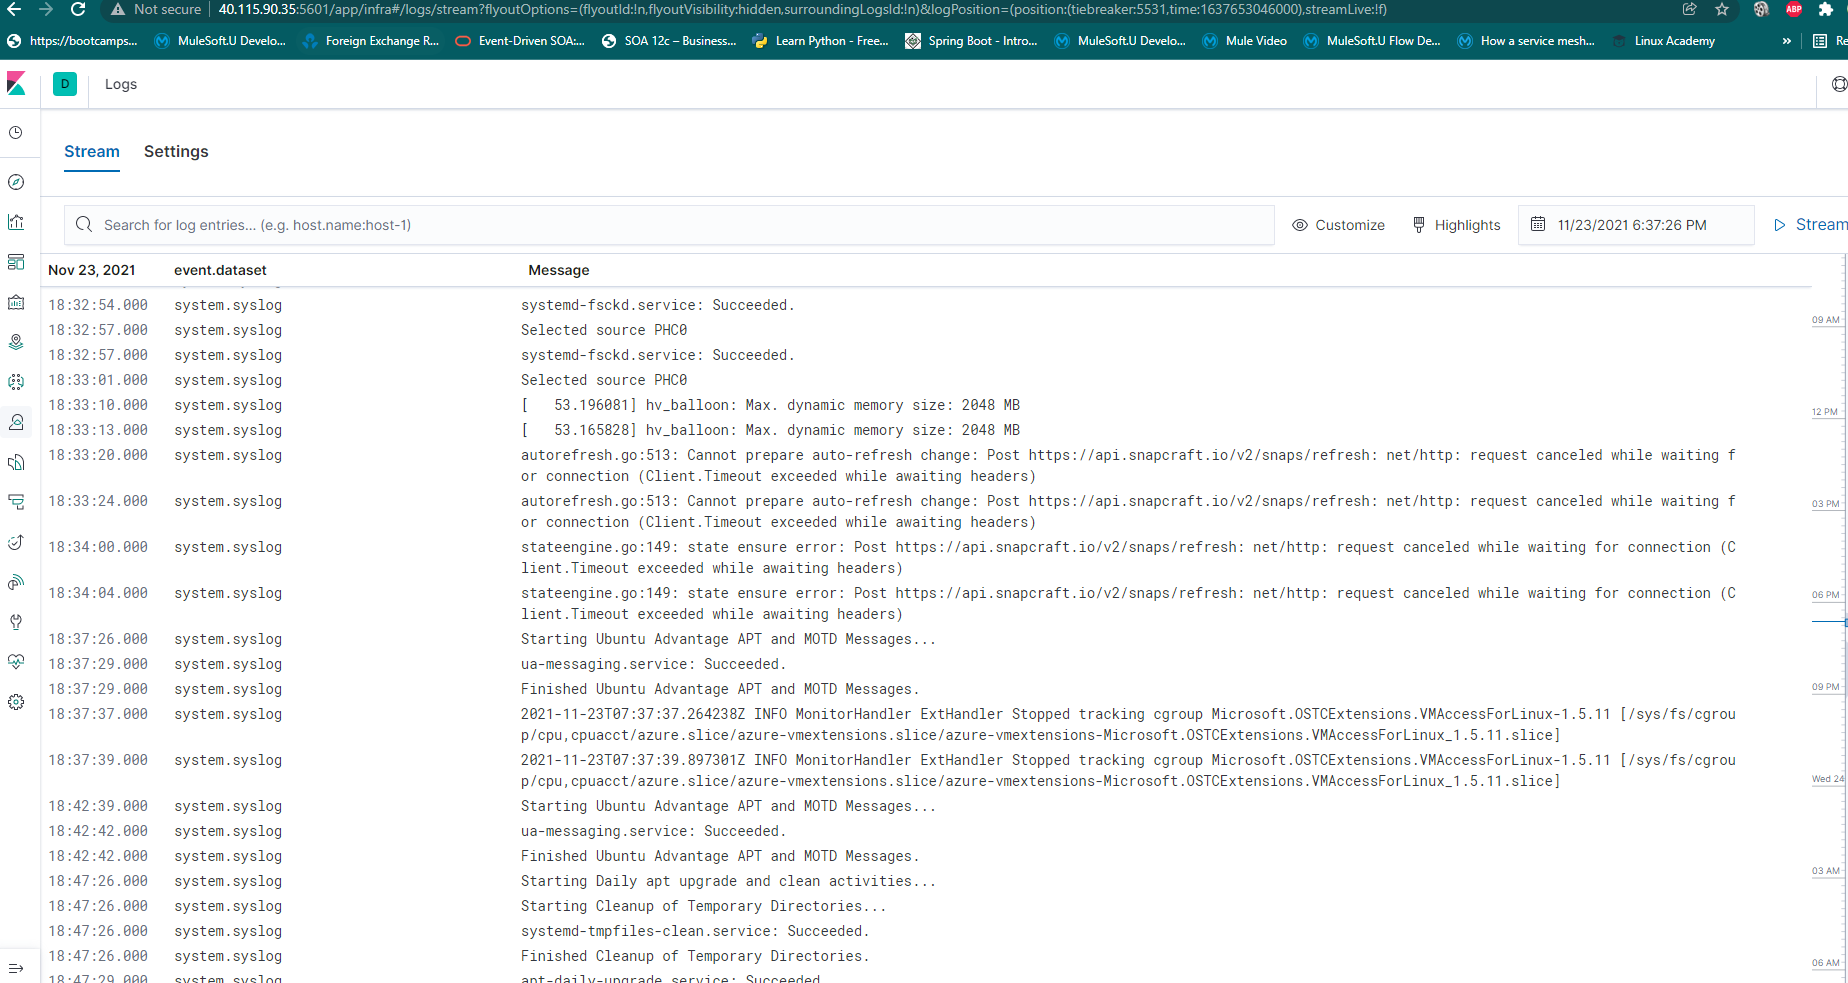 Not secure | 40.115.90.35:5601/app/infra#/logs/stream?flyoutOptions=(flyoutId:!n,flyoutVisibility:hidden,surroundingLogsId:!n)&logPosition=(position:(tiebreaker:5531,time:1637653046000),streamLive:!f) ABP
https://bootcamps... MuleSoft.U Develo... Foreign Exchange R... Event-Driven SOA:... SOA 12c – Business... Learn Python - Free... Spring Boot - Intro... MuleSoft.U Develo... Mule Video MuleSoft.U Flow De... How a service mesh... Linux Academy » Re
D Logs
Stream Settings
Search for log entries... (e.g. host.name:host-1) Customize Highlights 11/23/2021 6:37:26 PM Stream
Nov 23, 2021 event.dataset Message
18:32:54.000 system.syslog systemd-fsckd.service: Succeeded.
18:32:57.000 system.syslog Selected source PHC0
09 AM
18:32:57.000 system.syslog systemd-fsckd.service: Succeeded.
18:33:01.000 system.syslog Selected source PHC0
18:33:10.000 system.syslog [   53.196081] hv_balloon: Max. dynamic memory size: 2048 MB
12 PM
18:33:13.000 system.syslog [   53.165828] hv_balloon: Max. dynamic memory size: 2048 MB
18:33:20.000 system.syslog autorefresh.go:513: Cannot prepare auto-refresh change: Post https://api.snapcraft.io/v2/snaps/refresh: net/http: request canceled while waiting f
or connection (Client.Timeout exceeded while awaiting headers)
18:33:24.000 system.syslog autorefresh.go:513: Cannot prepare auto-refresh change: Post https://api.snapcraft.io/v2/snaps/refresh: net/http: request canceled while waiting f
03 PM
or connection (Client.Timeout exceeded while awaiting headers)
18:34:00.000 system.syslog stateengine.go:149: state ensure error: Post https://api.snapcraft.io/v2/snaps/refresh: net/http: request canceled while waiting for connection (C
lient.Timeout exceeded while awaiting headers)
18:34:04.000 system.syslog stateengine.go:149: state ensure error: Post https://api.snapcraft.io/v2/snaps/refresh: net/http: request canceled while waiting for connection (C
06 PM
lient.Timeout exceeded while awaiting headers)
18:37:26.000 system.syslog Starting Ubuntu Advantage APT and MOTD Messages...
18:37:29.000 system.syslog ua-messaging.service: Succeeded.
18:37:29.000 system.syslog Finished Ubuntu Advantage APT and MOTD Messages.
09 PM
18:37:37.000 system.syslog 2021-11-23T07:37:37.264238Z INFO MonitorHandler ExtHandler Stopped tracking cgroup Microsoft.OSTCExtensions.VMAccessForLinux-1.5.11 [/sys/fs/cgrou
p/cpu,cpuacct/azure.slice/azure-vmextensions.slice/azure-vmextensions-Microsoft.OSTCExtensions.VMAccessForLinux_1.5.11.slice]
18:37:39.000 system.syslog 2021-11-23T07:37:39.897301Z INFO MonitorHandler ExtHandler Stopped tracking cgroup Microsoft.OSTCExtensions.VMAccessForLinux-1.5.11 [/sys/fs/cgrou
p/cpu,cpuacct/azure.slice/azure-vmextensions.slice/azure-vmextensions-Microsoft.OSTCExtensions.VMAccessForLinux_1.5.11.slice]
Wed 24
18:42:39.000 system.syslog Starting Ubuntu Advantage APT and MOTD Messages...
18:42:42.000 system.syslog ua-messaging.service: Succeeded.
18:42:42.000 system.syslog Finished Ubuntu Advantage APT and MOTD Messages.
03 AM
18:47:26.000 system.syslog Starting Daily apt upgrade and clean activities...
18:47:26.000 system.syslog Starting Cleanup of Temporary Directories...
18:47:26.000 system.syslog systemd-tmpfiles-clean.service: Succeeded.
18:47:26.000 system.syslog Finished Cleanup of Temporary Directories.
06 AM
18:47:29.000 system.syslog apt-daily-upgrade.service: Succeeded.